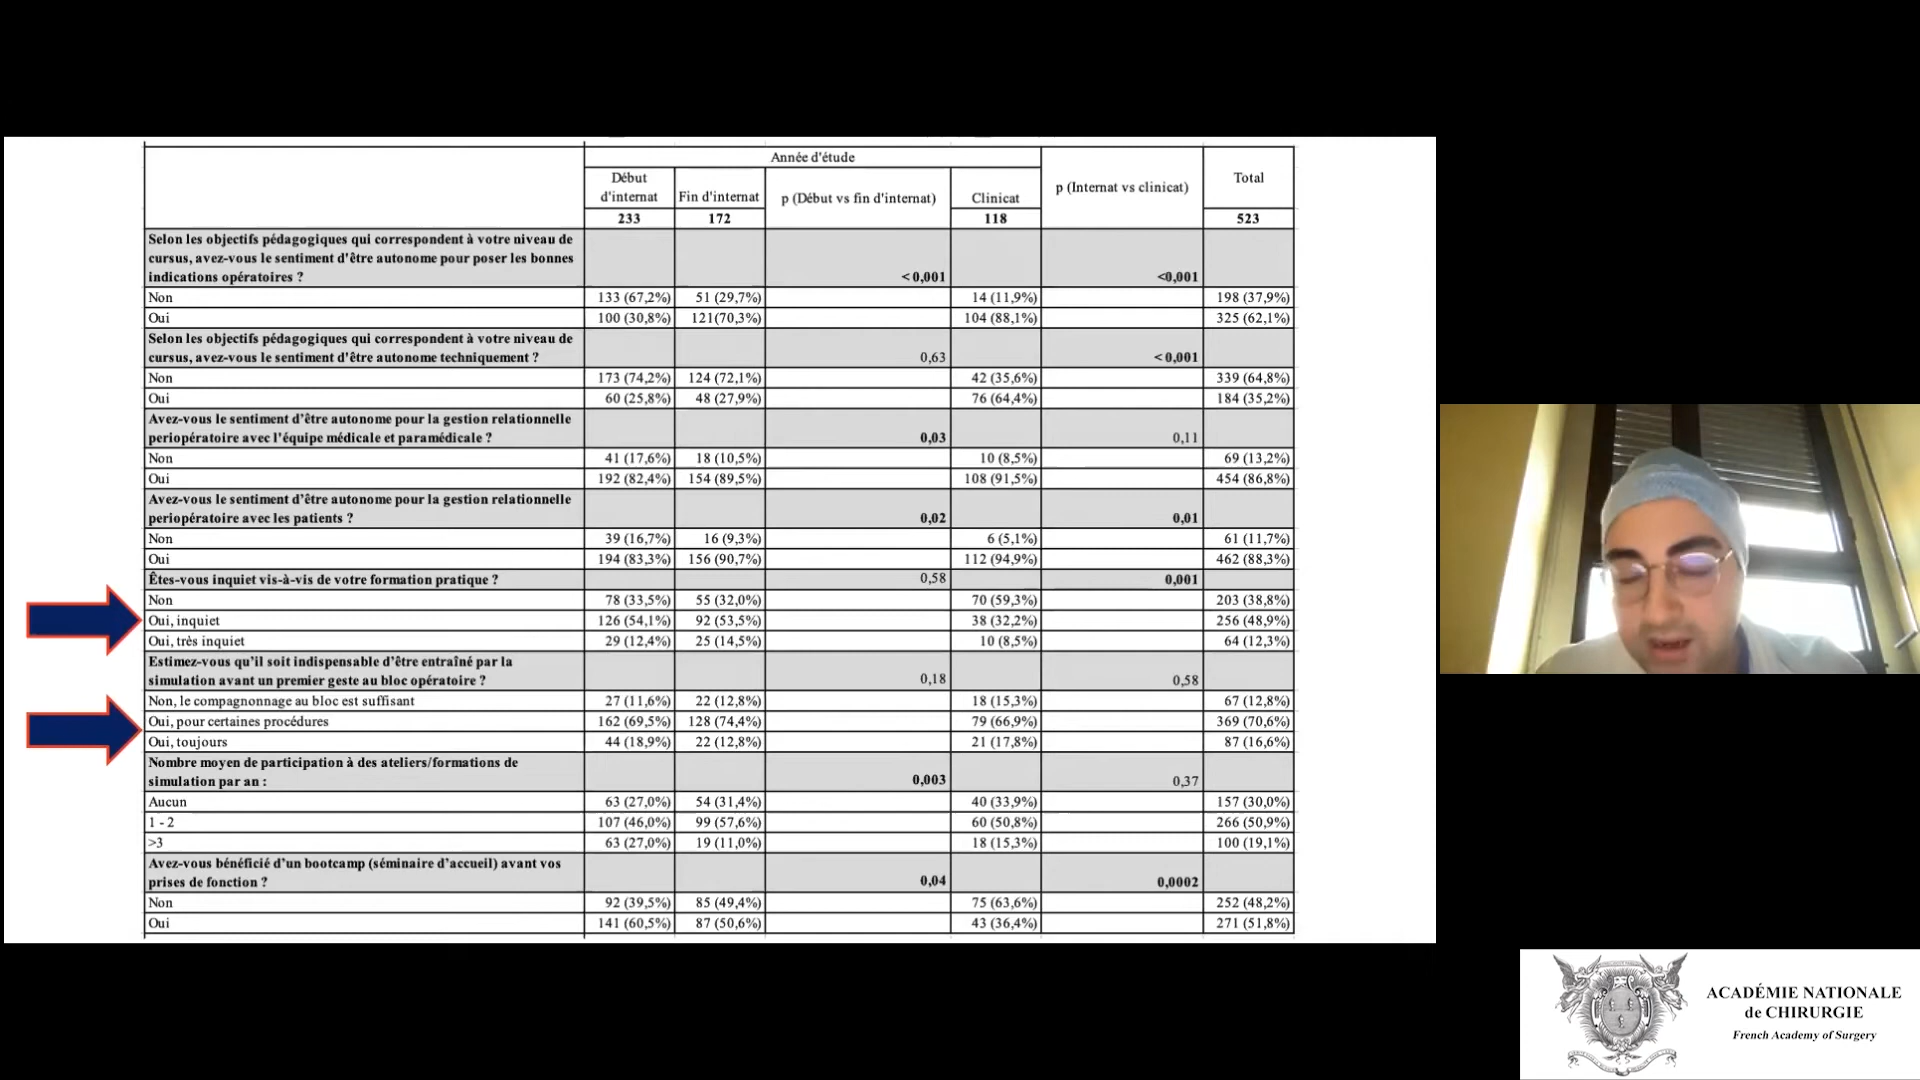 Année d'étude
Début d'internat
Fin d'internat
p (Début vs fin d'internat)
Clinicat
p (Internat vs clinicat)
Total
233 172 118 523
Selon les objectifs pédagogiques qui correspondent à votre niveau de
cursus, avez-vous le sentiment d'être autonome pour poser les bonnes
indications opératoires ? < 0,001 <0,001
Non 133 (67,2%) 51 (29,7%) 14 (11,9%) 198 (37,9%)
Oui 100 (30,8%) 121(70,3%) 104 (88,1%) 325 (62,1%)
Selon les objectifs pédagogiques qui correspondent à votre niveau de
cursus, avez-vous le sentiment d'être autonome techniquement ? 0,63 < 0,001
Non 173 (74,2%) 124 (72,1%) 42 (35,6%) 339 (64,8%)
Oui 60 (25,8%) 48 (27,9%) 76 (64,4%) 184 (35,2%)
Avez-vous le sentiment d'être autonome pour la gestion relationnelle
periopératoire avec l'équipe médicale et paramédicale ? 0,03 0,11
Non 41 (17,6%) 18 (10,5%) 10 (8,5%) 69 (13,2%)
Oui 192 (82,4%) 154 (89,5%) 108 (91,5%) 454 (86,8%)
Avez-vous le sentiment d'être autonome pour la gestion relationnelle
periopératoire avec les patients ? 0,02 0,01
Non 39 (16,7%) 16 (9,3%) 6 (5,1%) 61 (11,7%)
Oui 194 (83,3%) 156 (90,7%) 112 (94,9%) 462 (88,3%)
Êtes-vous inquiet vis-à-vis de votre formation pratique ? 0,58 0,001
Non 78 (33,5%) 55 (32,0%) 70 (59,3%) 203 (38,8%)
Oui, inquiet 126 (54,1%) 92 (53,5%) 38 (32,2%) 256 (48,9%)
Oui, très inquiet 29 (12,4%) 25 (14,5%) 10 (8,5%) 64 (12,3%)
Estimez-vous qu'il soit indispensable d'être entraîné par la
simulation avant un premier geste au bloc opératoire ? 0,18 0,58
Non, le compagnonnage au bloc est suffisant 27 (11,6%) 22 (12,8%) 18 (15,3%) 67 (12,8%)
Oui, pour certaines procédures 162 (69,5%) 128 (74,4%) 79 (66,9%) 369 (70,6%)
Oui, toujours 44 (18,9%) 22 (12,8%) 21 (17,8%) 87 (16,6%)
Nombre moyen de participation à des ateliers/formations de
simulation par an : 0,003 0,37
Aucun 63 (27,0%) 54 (31,4%) 40 (33,9%) 157 (30,0%)
1 - 2 107 (46,0%) 99 (57,6%) 60 (50,8%) 266 (50,9%)
>3 63 (27,0%) 19 (11,0%) 18 (15,3%) 100 (19,1%)
Avez-vous bénéficié d'un bootcamp (séminaire d'accueil) avant vos
prises de fonction ? 0,04 0,0002
Non 92 (39,5%) 85 (49,4%) 75 (63,6%) 252 (48,2%)
Oui 141 (60,5%) 87 (50,6%) 43 (36,4%) 271 (51,8%)
ACADÉMIE NATIONALE
de CHIRURGIE
French Academy of Surgery